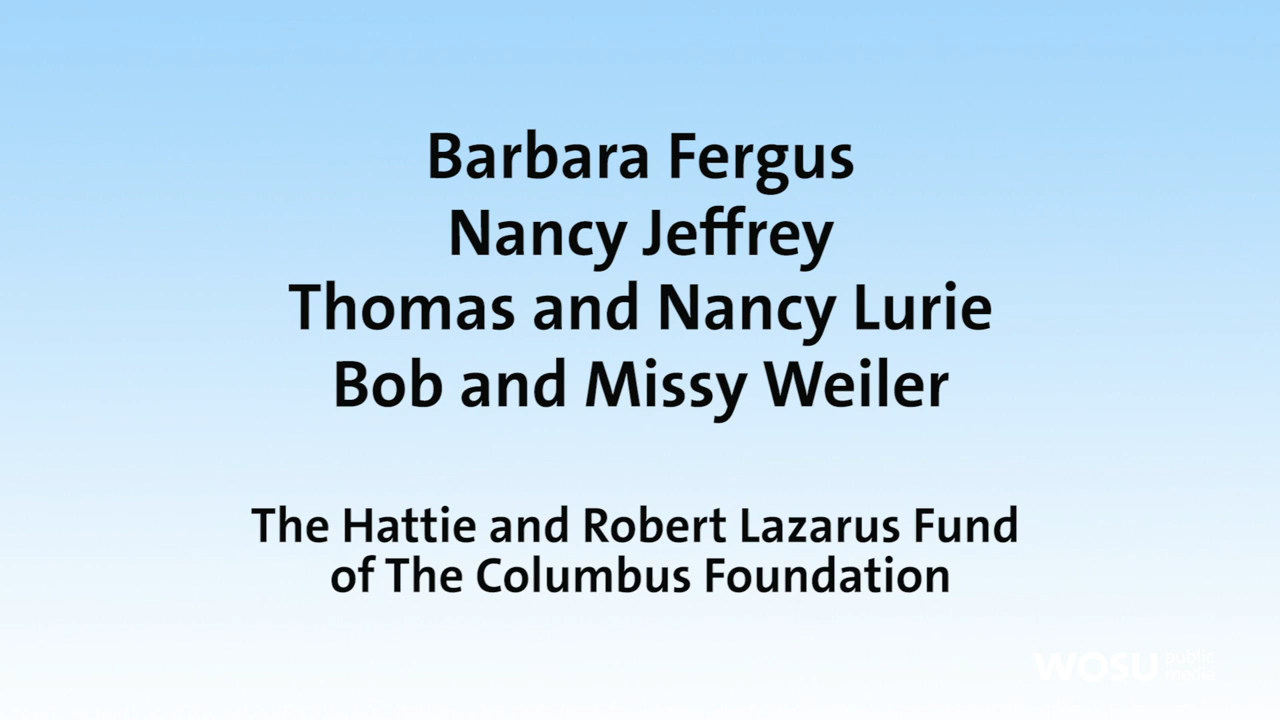 Barbara Fergus
Nancy Jeffrey
Thomas and Nancy Lurie
Bob and Missy Weiler
The Hattie and Robert Lazarus Fund
of The Columbus Foundation
WOSU public
media